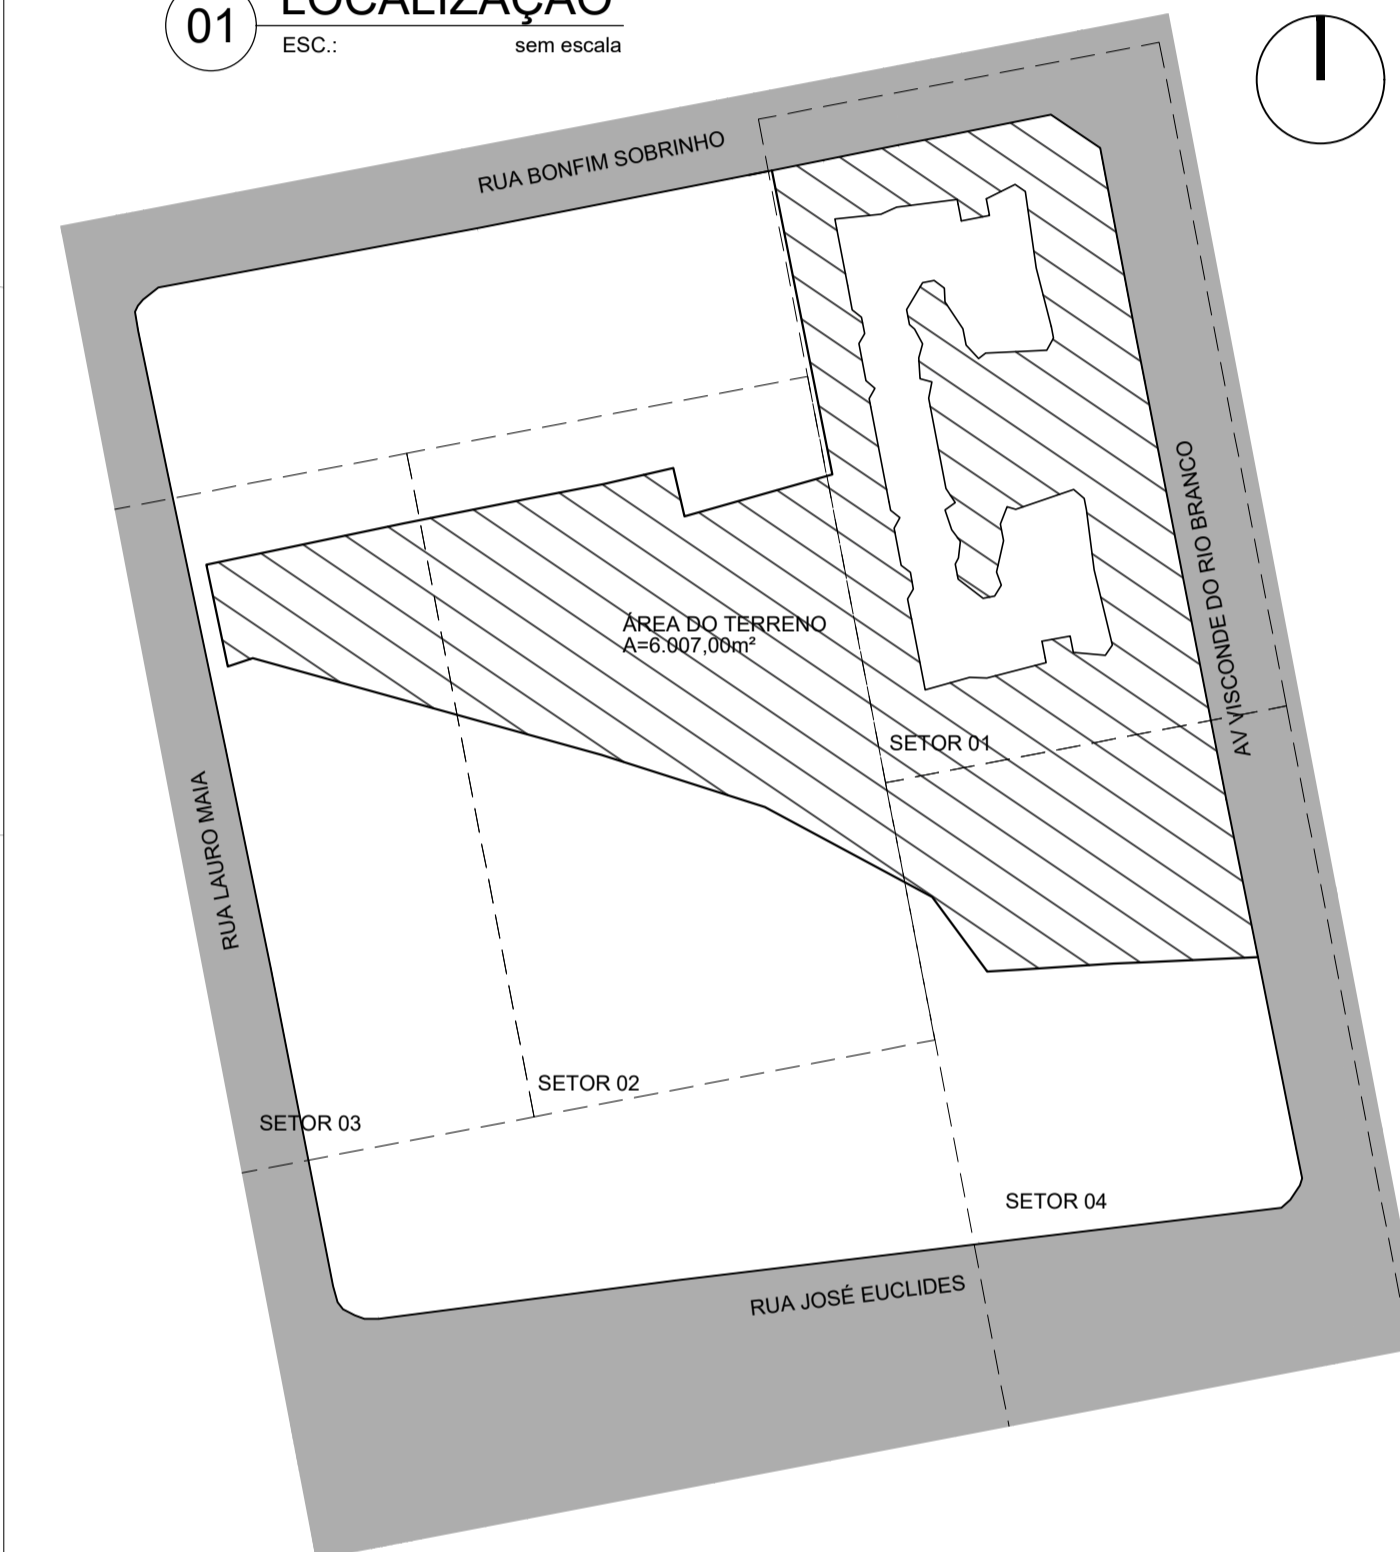 01
LOCALIZAÇÃO
ESC.: sem escala
RUA BONFIM SOBRINHO
AV VISCONDE DO RIO BRANCO
ÁREA DO TERRENO
A=6.007,00m²
SETOR 01
RUA LAURO MAIA
SETOR 02
SETOR 03
SETOR 04
RUA JOSÉ EUCLIDES